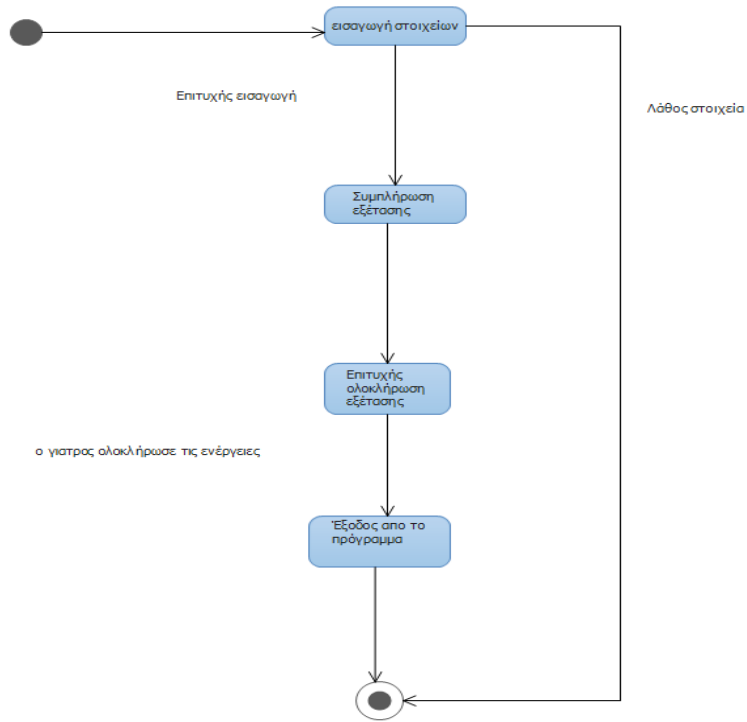 εισαγωγή στοιχείων
Επιτυχής εισαγωγή
Λάθος στοιχεία
Συμπλήρωση
εξέτασης
Επιτυχής
ολοκλήρωση
εξέτασης
ο γιατρος ολοκλήρωσε τις ενέργειες
Έξοδος απο το
πρόγραμμα